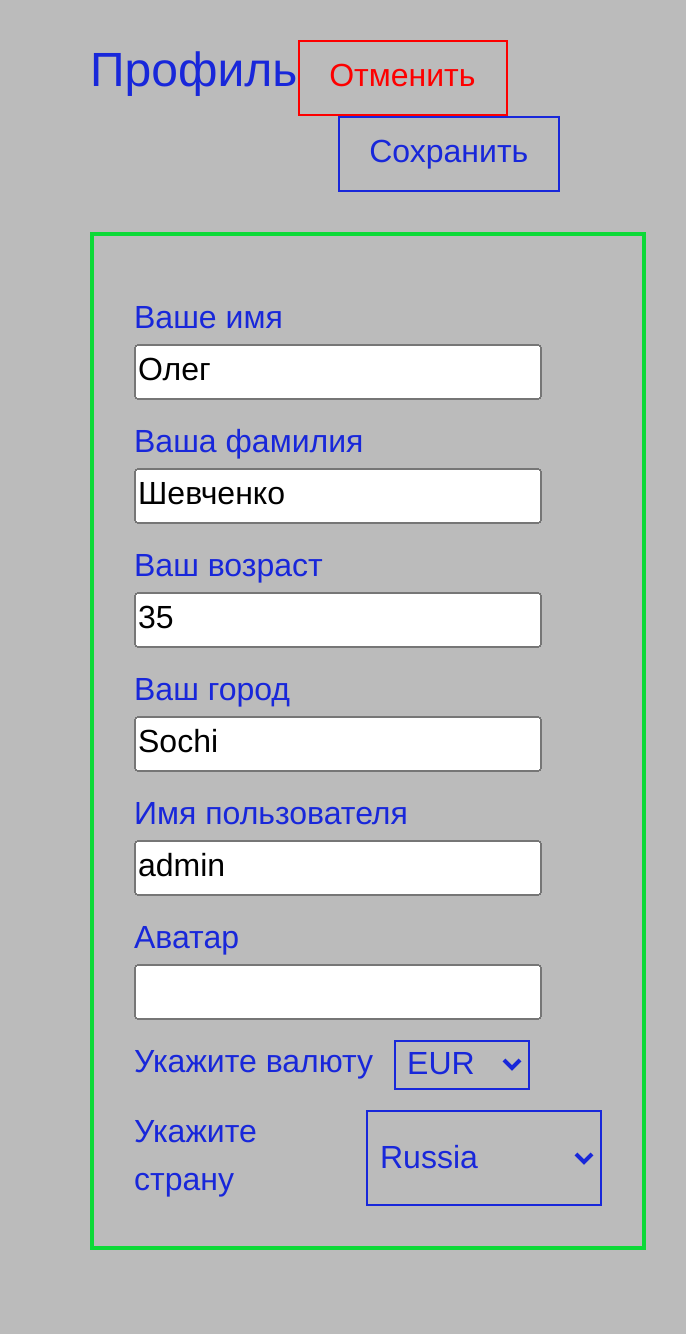 Профиль Отменить
Сохранить
Ваше имя
Олег
Ваша фамилия
Шевченко
Ваш возраст
35
Ваш город
Sochi
Имя пользователя
admin
Аватар
Укажите валюту EUR
Укажите
страну
Russia